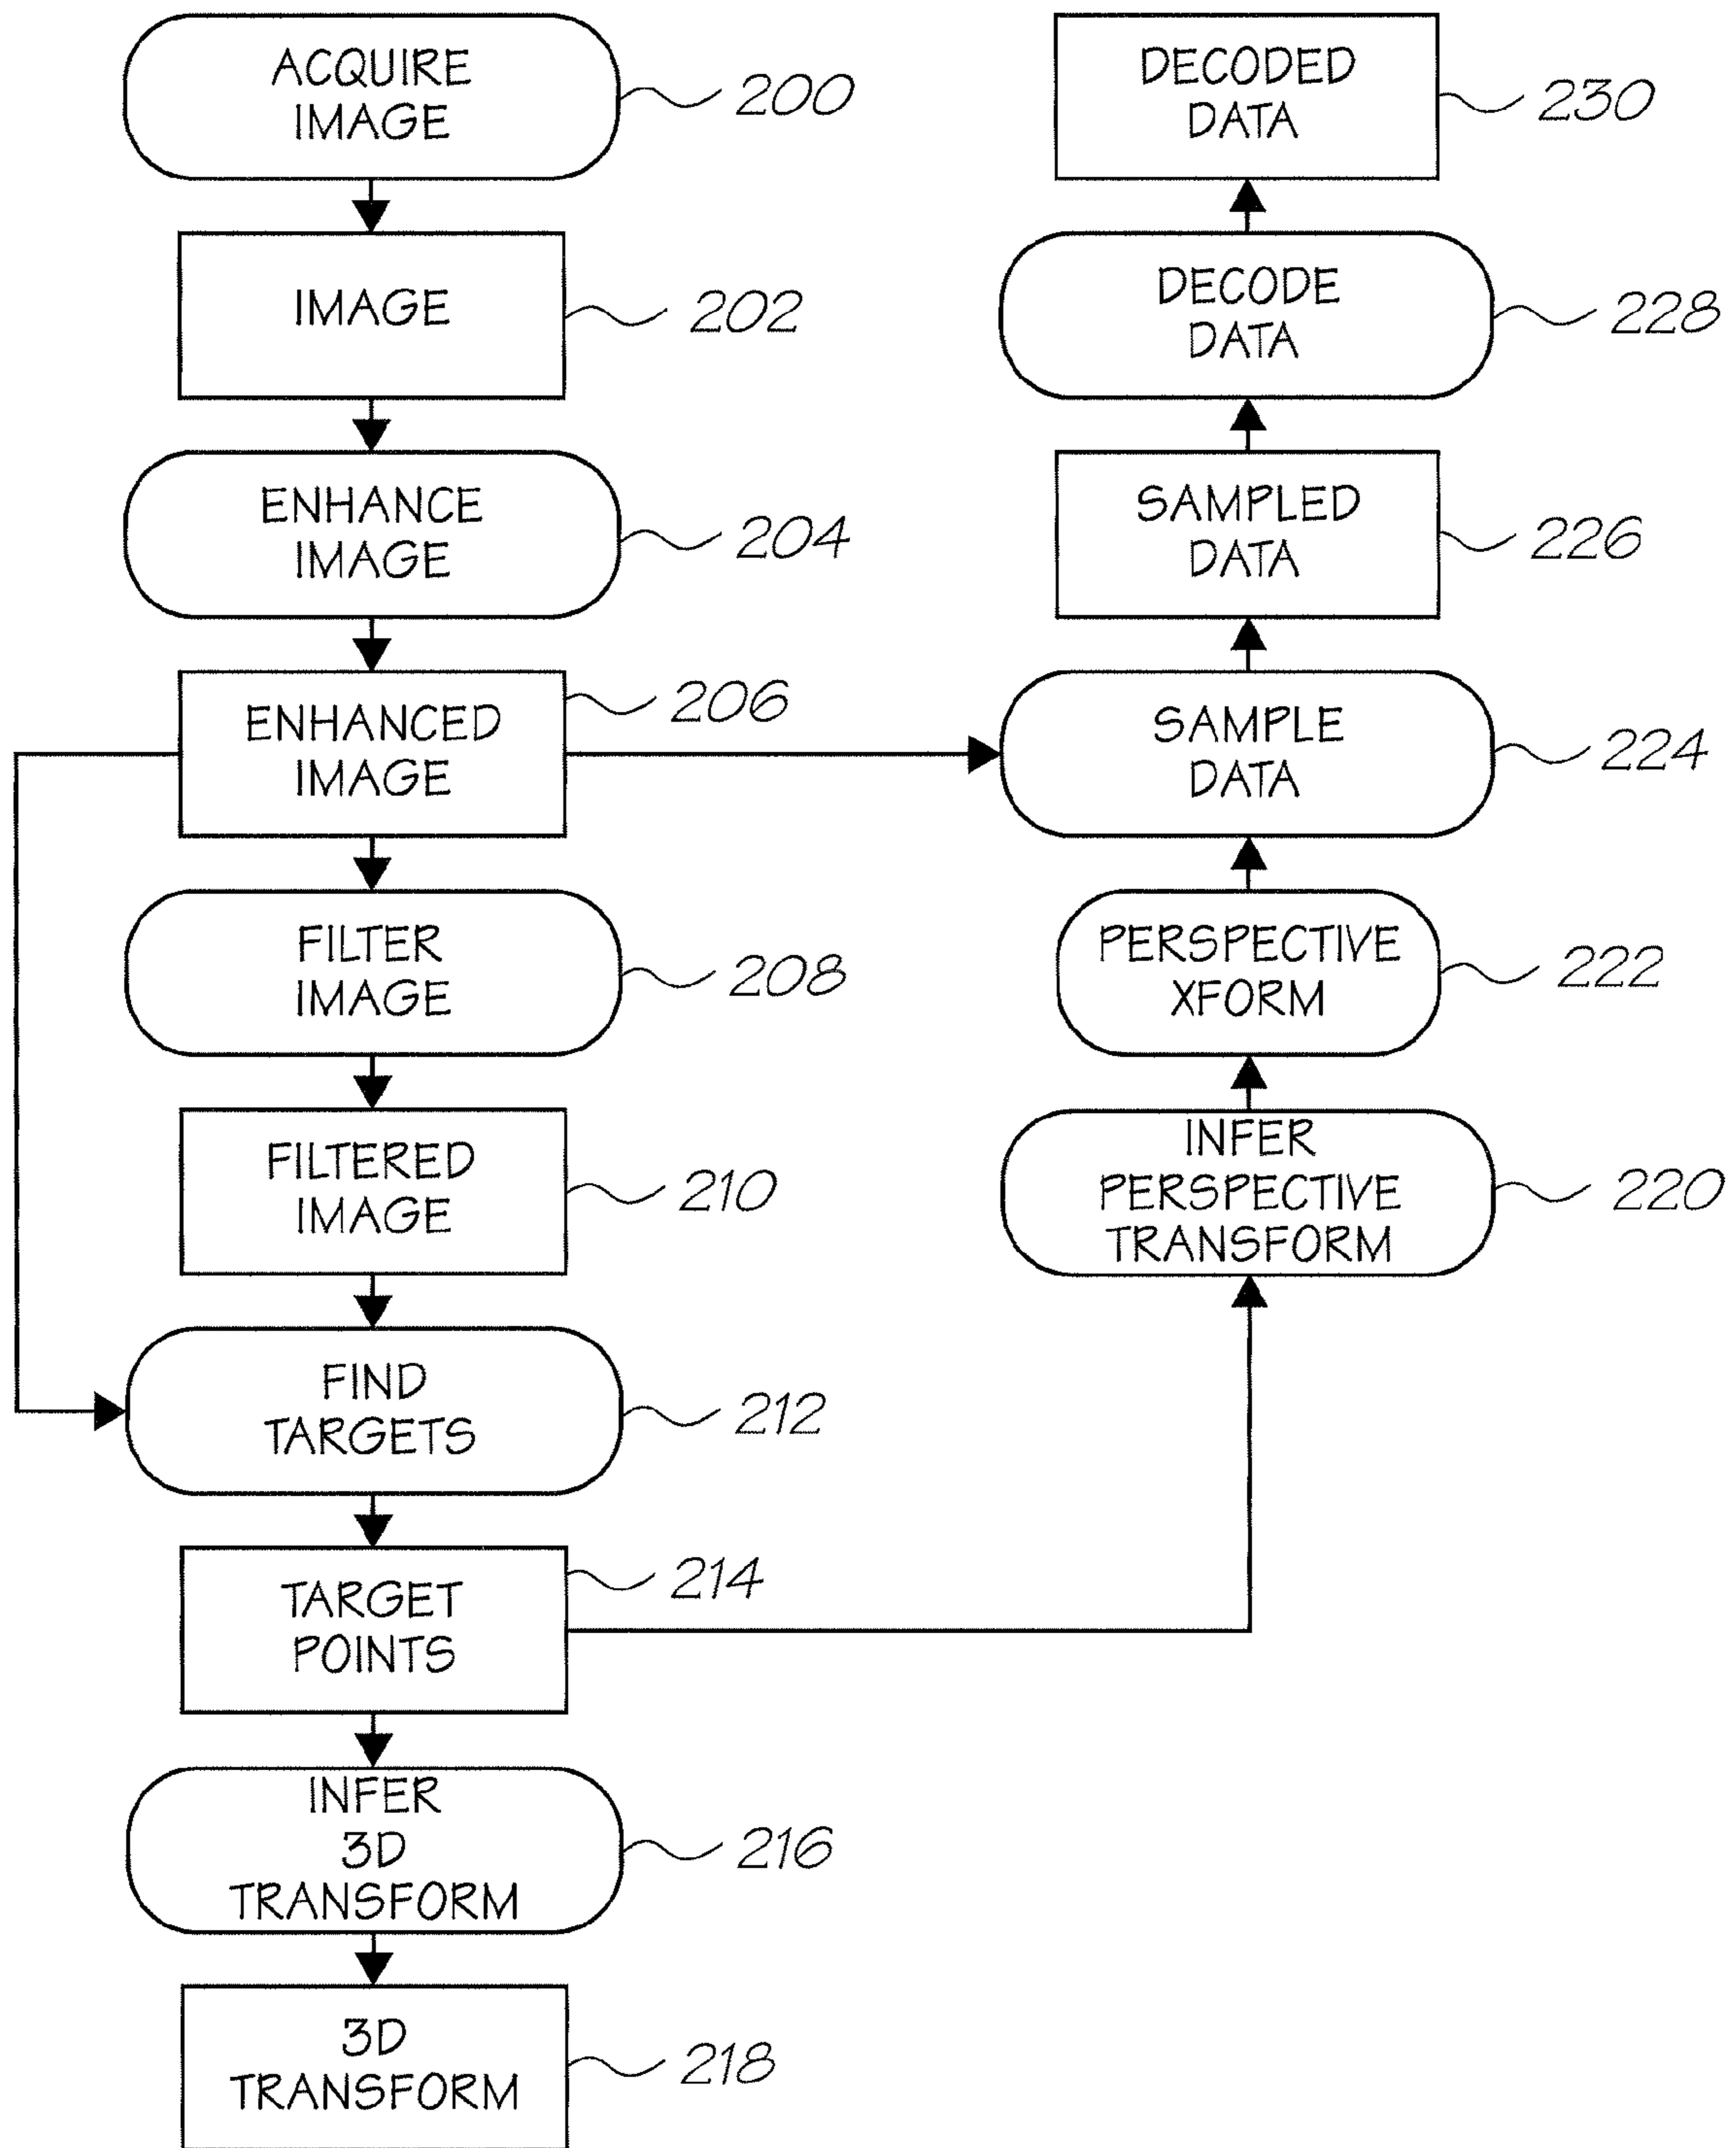 ACQUIRE
IMAGE
200
IMAGE
202
ENHANCE
IMAGE
204
ENHANCED
IMAGE
206
FILTER
IMAGE
208
FILTERED
IMAGE
210
FIND
TARGETS
212
TARGET
POINTS
214
INFER
3D
TRANSFORM
216
3D
TRANSFORM
218
DECODED
DATA
230
DECODE
DATA
228
SAMPLED
DATA
226
SAMPLE
DATA
224
PERSPECTIVE
XFORM
222
INFER
PERSPECTIVE
TRANSFORM
220